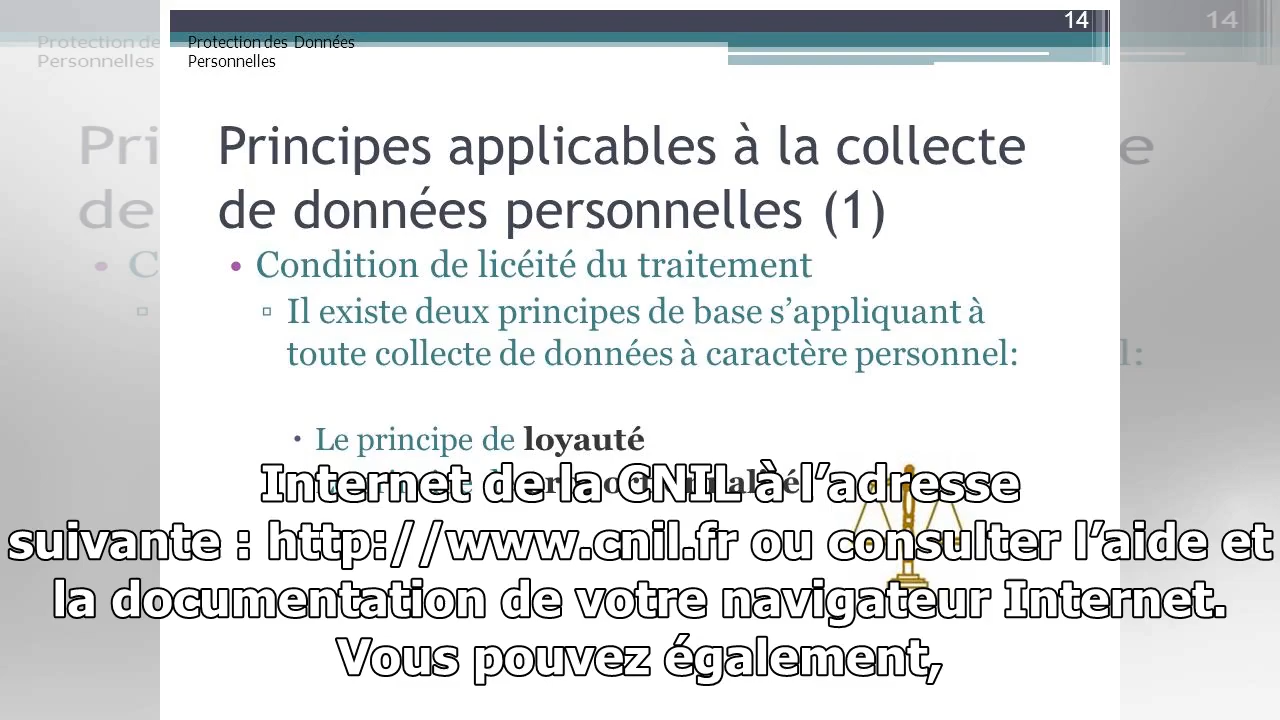 14
Protection des Données
Personnelles
Principes applicables à la collecte
de données personnelles (1)
• Condition de licéité du traitement
▫ Il existe deux principes de base s’appliquant à
toute collecte de données à caractère personnel:
• Le principe de loyauté
Internet de la CNIL à l’adresse
suivante : http://www.cnil.fr ou consulter l’aide et
la documentation de votre navigateur Internet.
Vous pouvez également,